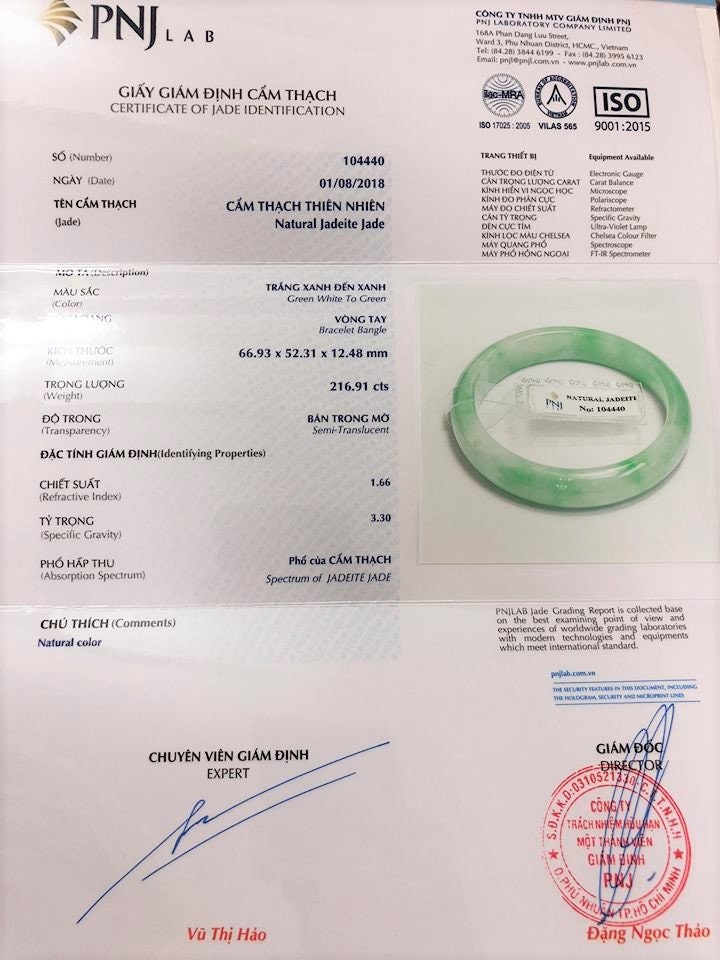 PNJ LAB
CÔNG TY TNHH MTV GIÁM ĐỊNH PNJ
PNJ LABORATORY COMPANY LIMITED
168A Phan Dang Luu Street,
Ward 3, Phu Nhuan District, HCMC., Vietnam
Tel: (84.28) 3844 6199 - Fax : (84.28) 3995 6123
Email: pnjl@pnjl.com.vn - www.pnjlab.com.vn
GIẤY GIÁM ĐỊNH CẨM THẠCH
CERTIFICATE OF JADE IDENTIFICATION
ilac-MRA
BUREAU OF ACCREDITATION
VIETNAM
ISO
ISO 17025 : 2005
VILAS 565
9001:2015
SỐ (Number)
104440
NGÀY (Date)
01/08/2018
TÊN CẨM THẠCH
(Jade)
CẨM THẠCH THIÊN NHIÊN
Natural Jadeite Jade
TRANG THIẾT BỊ
Equipment Available
THƯỚC ĐO ĐIỆN TỬ
Electronic Gauge
CÂN TRỌNG LƯỢNG CARAT
Carat Balance
KÍNH HIỂN VI NGỌC HỌC
Microscope
KÍNH ĐO PHÂN CỰC
Polariscope
MÁY ĐO CHIẾT SUẤT
Refractometer
CÂN TỶ TRỌNG
Specific Gravity
ĐÈN CỰC TÍM
Ultra-Violet Lamp
KÍNH LỌC MÀU CHELSEA
Chelsea Colour Filter
MÁY QUANG PHỔ
Spectroscope
MÁY PHỔ HỒNG NGOẠI
FT-IR Spectrometer
MÔ TẢ (Description)
MÀU SẮC
(Color)
TRẮNG XANH ĐẾN XANH
Green White To Green
VÒNG TAY
Bracelet Bangle
KÍCH THƯỚC
(Measurement)
66.93 x 52.31 x 12.48 mm
TRỌNG LƯỢNG
(Weight)
216.91 cts
ĐỘ TRONG
(Transparency)
BÁN TRONG MỜ
Semi-Translucent
ĐẶC TÍNH GIÁM ĐỊNH(Identifying Properties)
CHIẾT SUẤT
(Refractive Index)
1.66
TỶ TRỌNG
(Specific Gravity)
3.30
PHỔ HẤP THU
(Absorption Spectrum)
Phổ của CẨM THẠCH
Spectrum of JADEITE JADE
PNJ
NATURAL JADEITE
No: 104440
CHÚ THÍCH (Comments)
Natural color
PNJLAB Jade Grading Report is collected base
on the best examining point of view and
experiences of worldwide grading laboratories
with modern technologies and equipments
which meet international standard.
pnjlab.com.vn
THE SECURITY FEATURES IN THIS DOCUMENT, INCLUDING
THE HOLOGRAM, SECURITY AND MICROPRINT LINES
CHUYÊN VIÊN GIÁM ĐỊNH
EXPERT
GIÁM ĐỐC
DIRECTOR
S.Đ.K.K.D:0310521330-C.T.T.N.H.H
CÔNG TY
TRÁCH NHIỆM HỮU HẠN
MỘT THÀNH VIÊN
GIÁM ĐỊNH
PNJ
Q.PHÚ NHUẬN - TP.HỒ CHÍ MINH
Vũ Thị Hảo
Đặng Ngọc Thảo